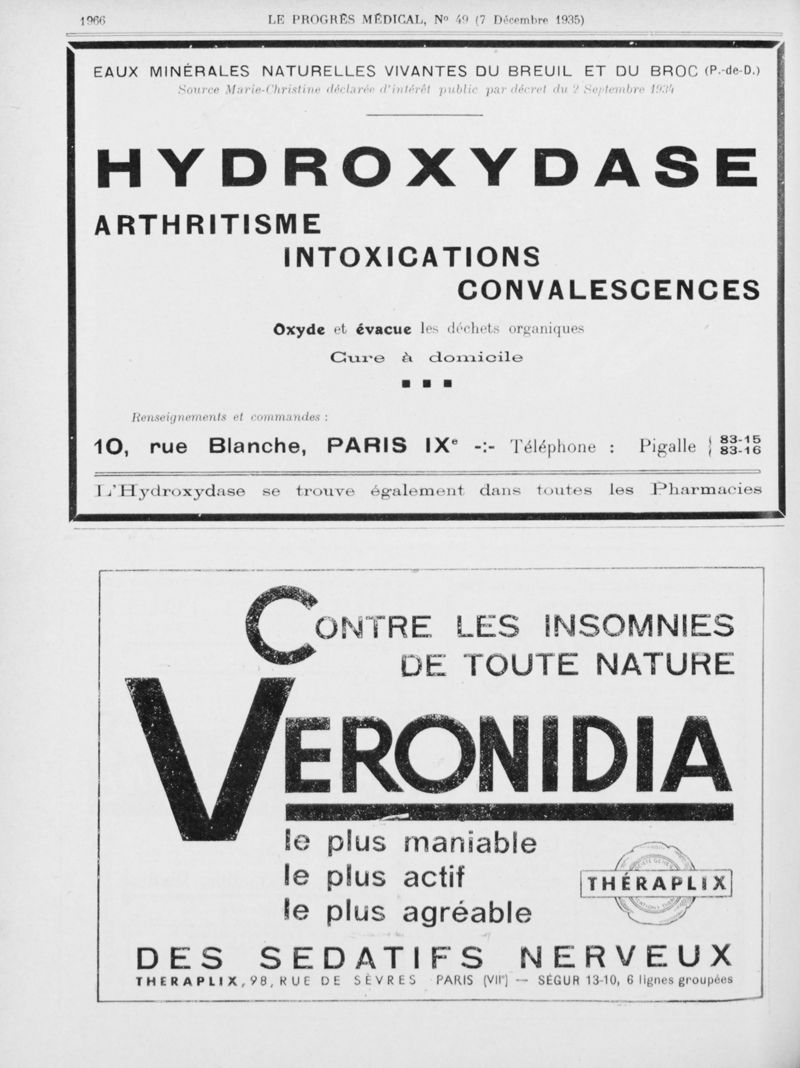 1966
LE PROGRÈS MÉDICAL, Nº 49 (7 Décembre 1935)
EAUX MINÉRALES NATURELLES VIVANTES DU BREUIL ET DU BROC (P.-de-D.)
Source Marie-Christine déclarée d'intérêt public par décret du 2 Septembre 1934
HYDROXYDASE
ARTHRITISME
INTOXICATIONS
CONVALESCENCES
Oxyde et évacue les déchets organiques
Cure à domicile
Renseignements et commandes :
10, rue Blanche, PARIS IXe -:- Téléphone : Pigalle { 83-15
83-16
L'Hydroxydase se trouve également dans toutes les Pharmacies
CONTRE LES INSOMNIES
DE TOUTE NATURE
VERONIDIA
le plus maniable
le plus actif
le plus agréable
THÉRAPLIX
DES SEDATIFS NERVEUX
THERAPLIX, 98, RUE DE SÈVRES PARIS (VIIe) — SÉGUR 13-10, 6 lignes groupées